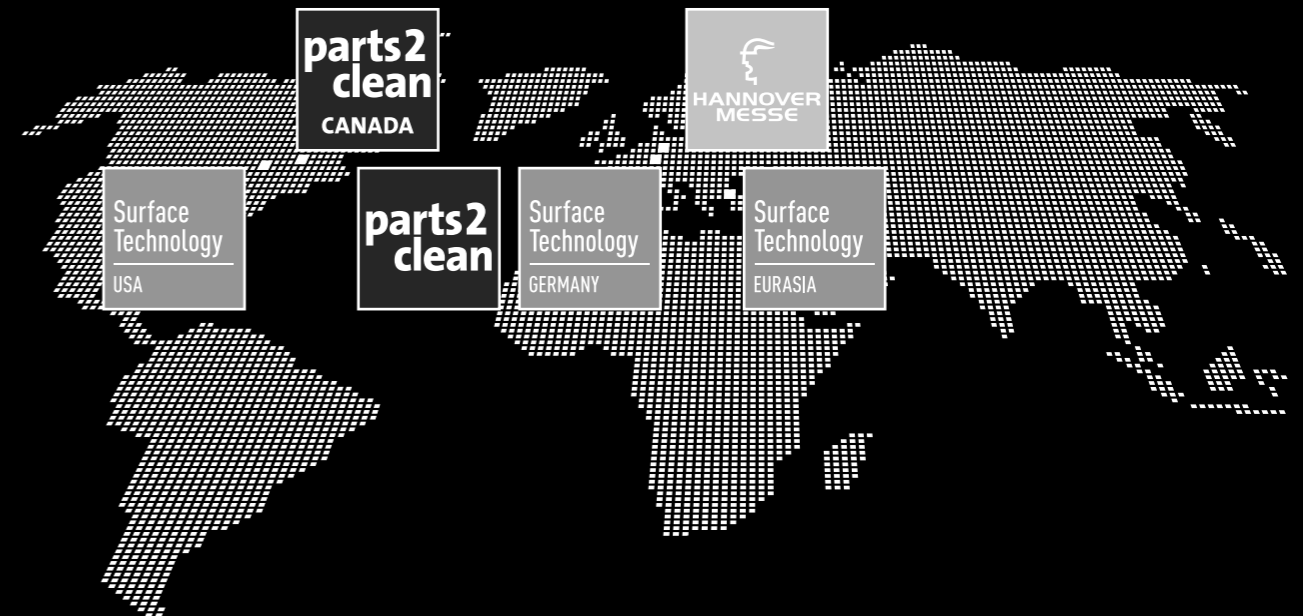 parts2
clean
CANADA
HANNOVER
MESSE
Surface
Technology
USA
parts2
clean
Surface
Technology
GERMANY
Surface
Technology
EURASIA